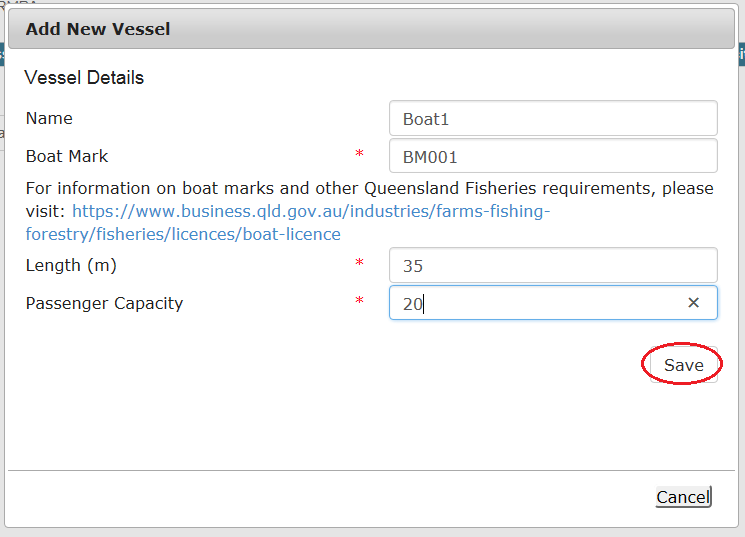 Add New Vessel
Vessel Details
Name Boat1
Boat Mark * BM001
For information on boat marks and other Queensland Fisheries requirements, please
visit: https://www.business.qld.gov.au/industries/farms-fishing-
forestry/fisheries/licences/boat-licence
Length (m) * 35
Passenger Capacity * 20 ×
Save
Cancel